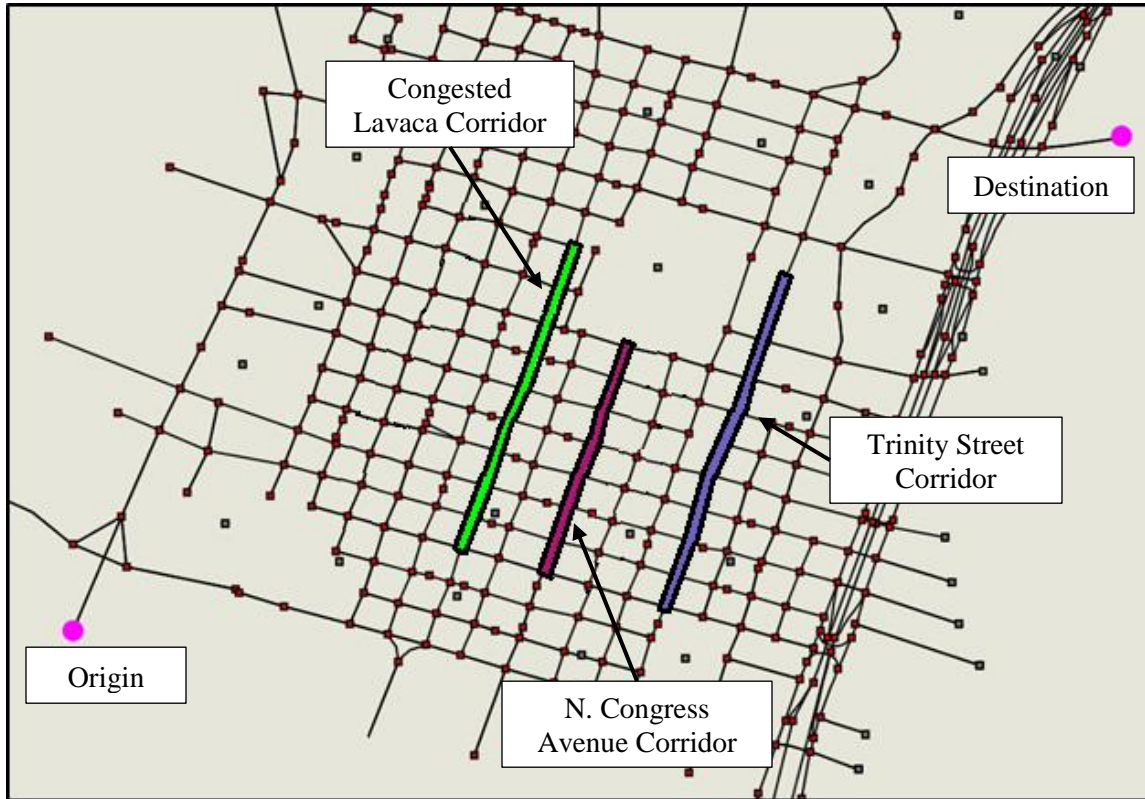 Congested
Lavaca Corridor
Destination
Trinity Street
Corridor
Origin
N. Congress
Avenue Corridor